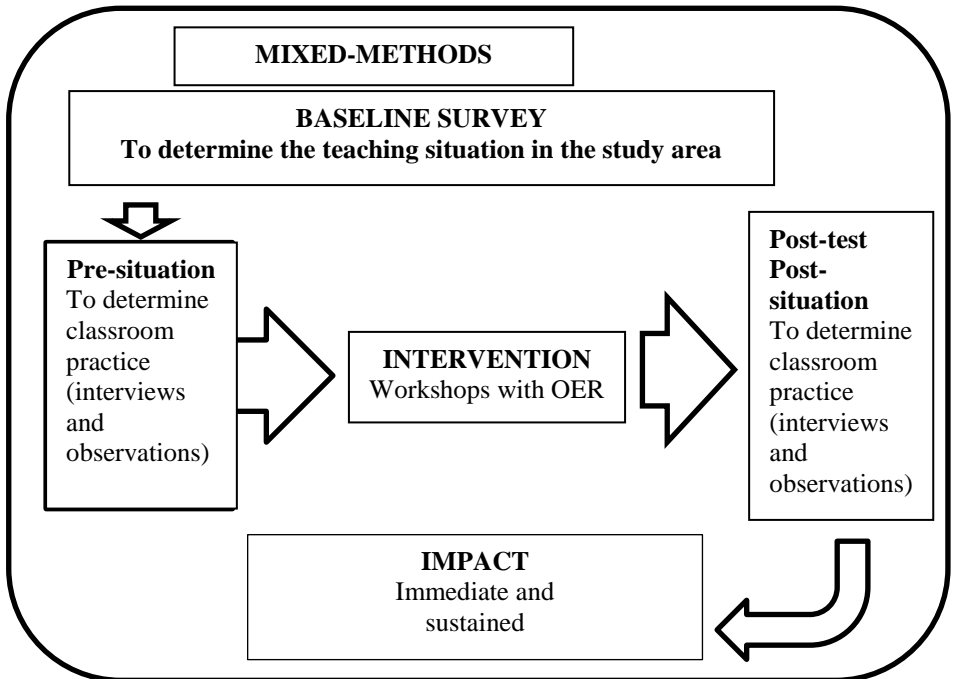 MIXED-METHODS
BASELINE SURVEY
To determine the teaching situation in the study area
Pre-situation
To determine
classroom
practice
(interviews
and
observations)
INTERVENTION
Workshops with OER
Post-test
Post-
situation
To determine
classroom
practice
(interviews
and
observations)
IMPACT
Immediate and
sustained